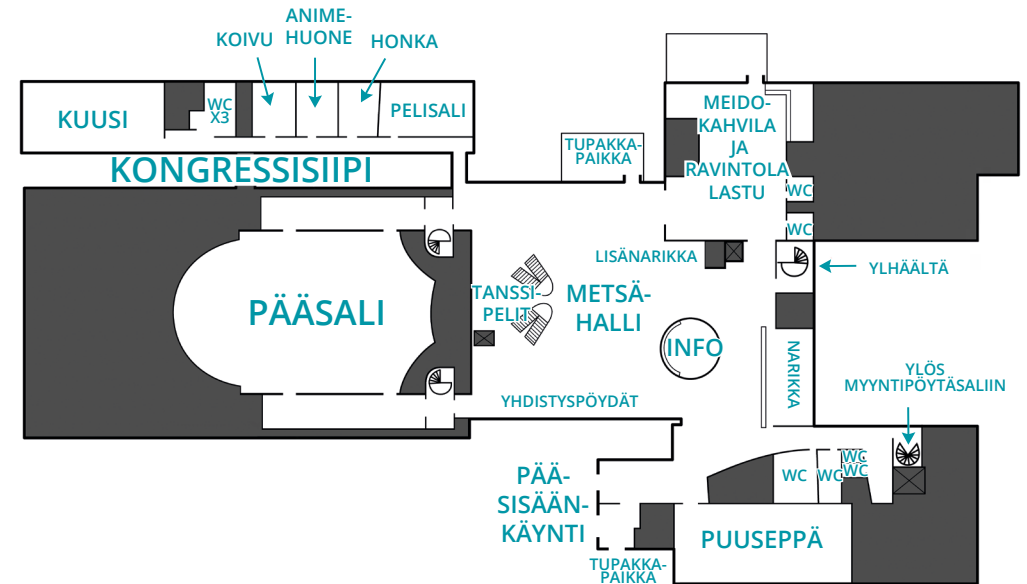 ANIME-
HUONE
KOIVU
HONKA
KUUSI
WC
X3
PELISALI
KONGRESSISIIPI
TUPAKKA-
PAIKKA
MEIDO-
KAHVILA
JA
RAVINTOLA
LASTU
WC
WC
LISÄNARIKKA
YLHÄÄLTÄ
PÄÄSALI
TANSSI-
PELIT
METSÄ-
HALLI
INFO
NARIKKA
YLÖS
MYYNTIPÖYTÄSALIIN
YHDISTYSPÖYDÄT
PÄÄ-
SISÄÄN-
KÄYNTI
WC
WC
WC
WC
PUUSEPPÄ
TUPAKKA-
PAIKKA